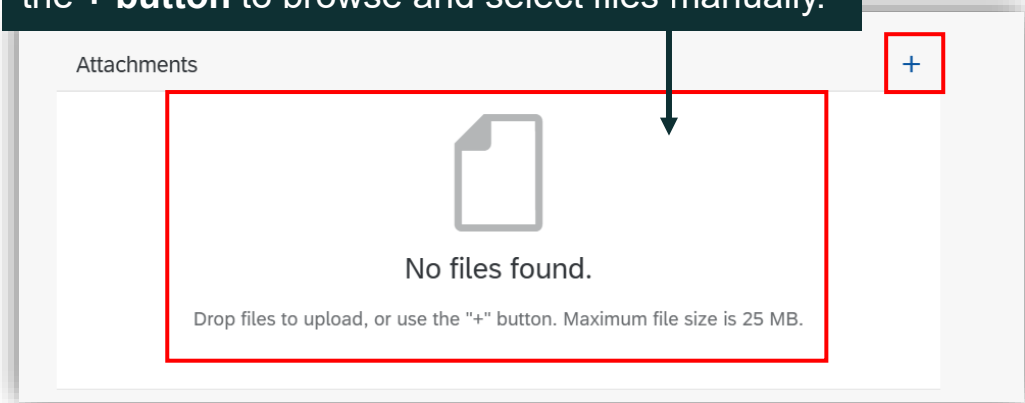 the + button to browse and select files manually.
Attachments
+
No files found.
Drop files to upload, or use the "+" button. Maximum file size is 25 MB.